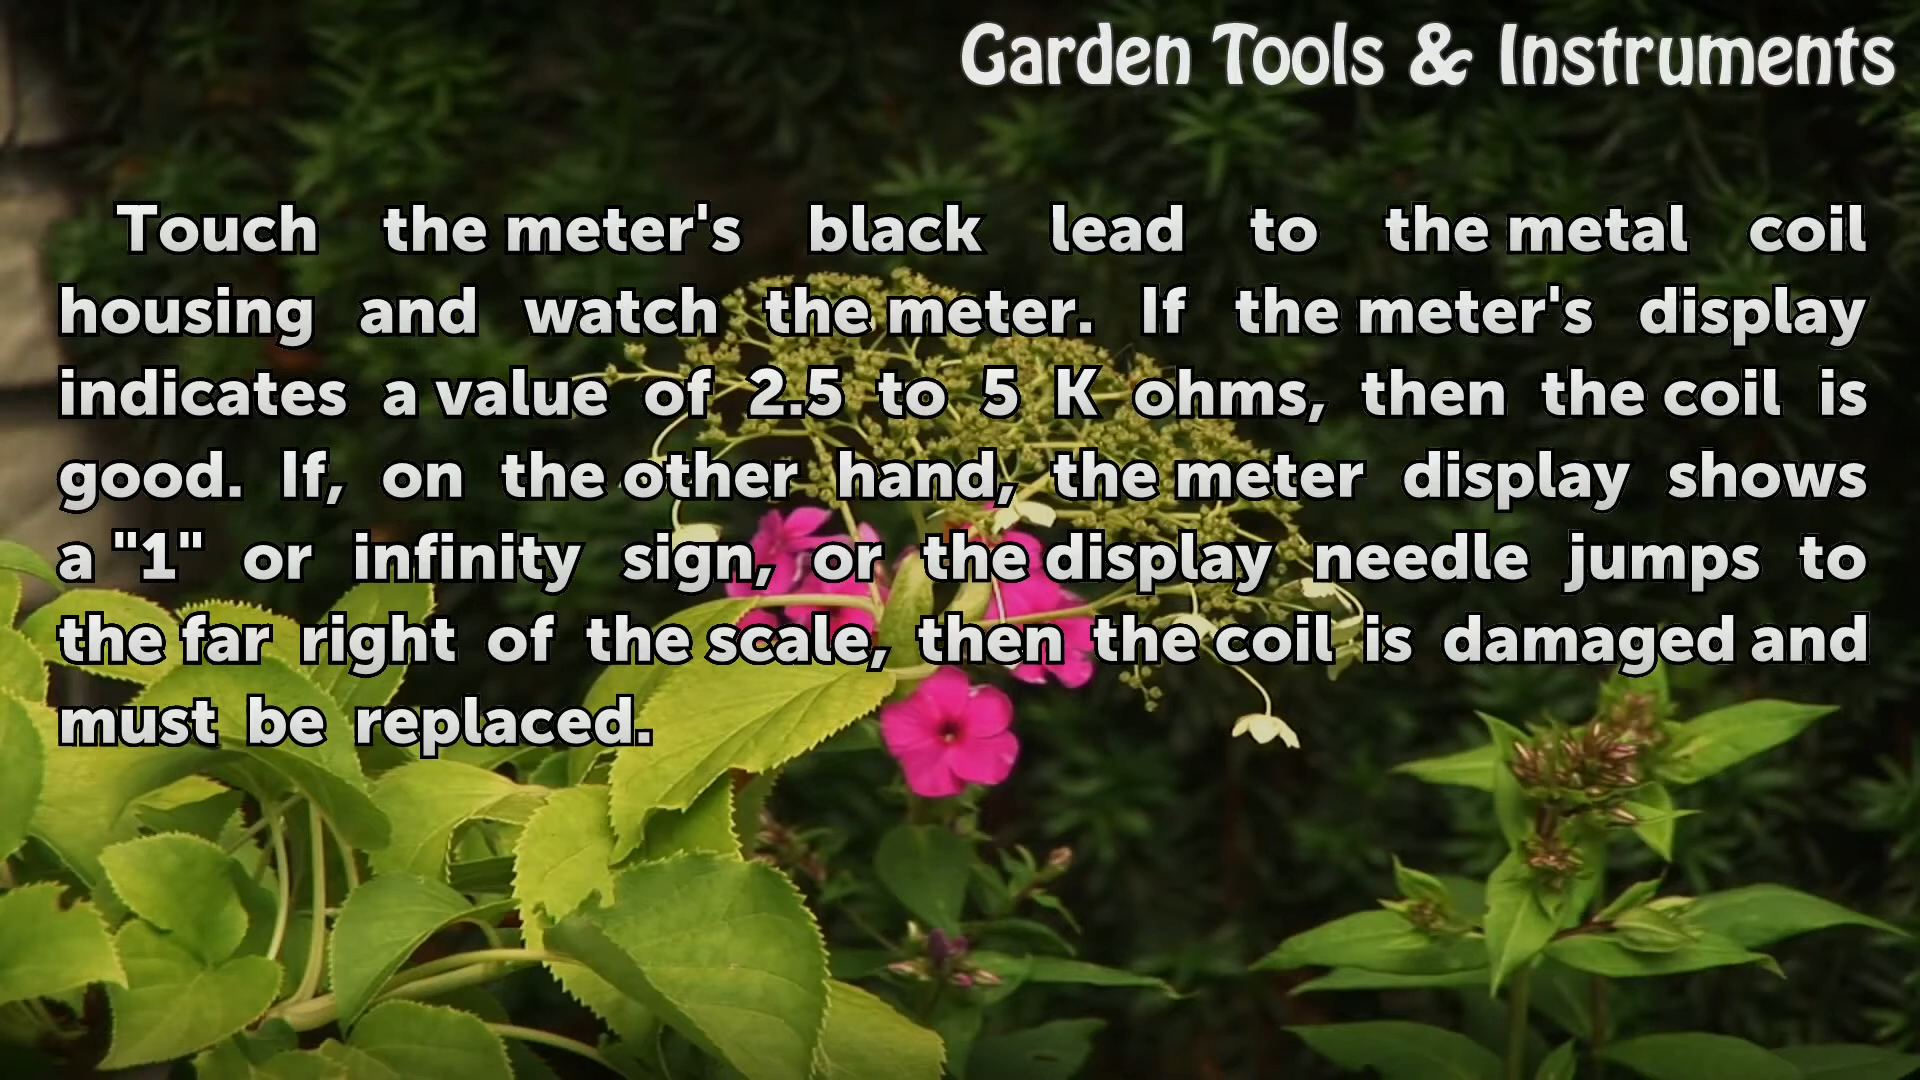 Garden Tools & Instruments
Touch the meter's black lead to the metal coil
housing and watch the meter. If the meter's display
indicates a value of 2.5 to 5 K ohms, then the coil is
good. If, on the other hand, the meter display shows
a "1" or infinity sign, or the display needle jumps to
the far right of the scale, then the coil is damaged and
must be replaced.